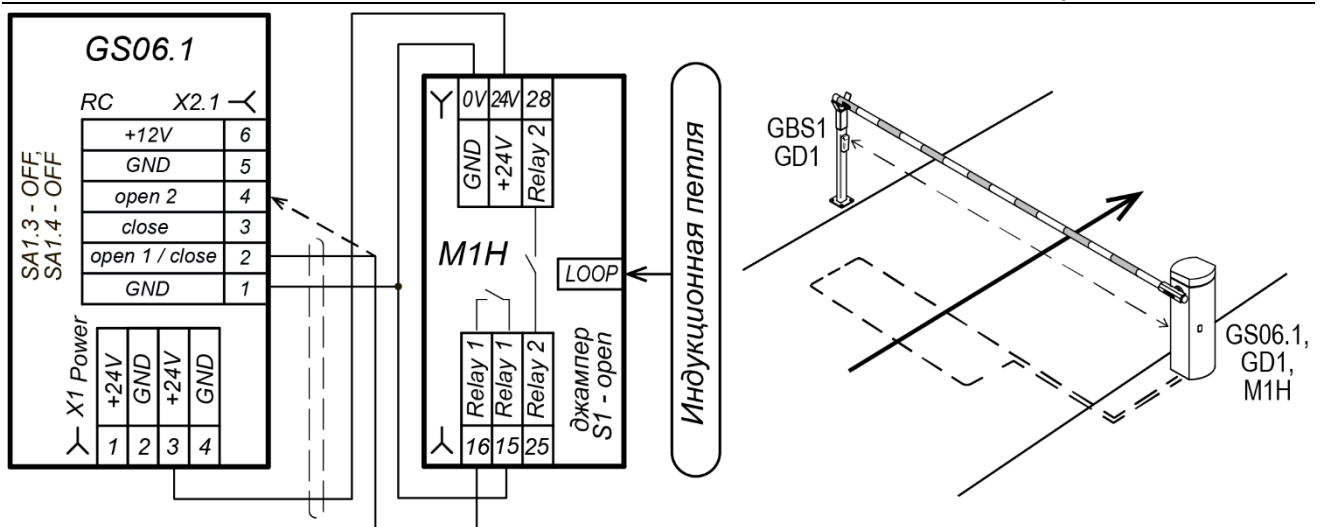 GS06.1
RC X2.1
+12V 6
GND 5
open 2 4
close 3
open 1 / close 2
GND 1
SA1.3 - OFF,
SA1.4 - OFF
X1 Power
+24V GND +24V GND
1 2 3 4
0V 24V 28
GND +24V Relay 2
M1H
LOOP
Relay 1 Relay 1 Relay 2
16 15 25
джампер
S1 - open
Индукционная петля
GBS1
GD1
GS06.1,
GD1,
M1H